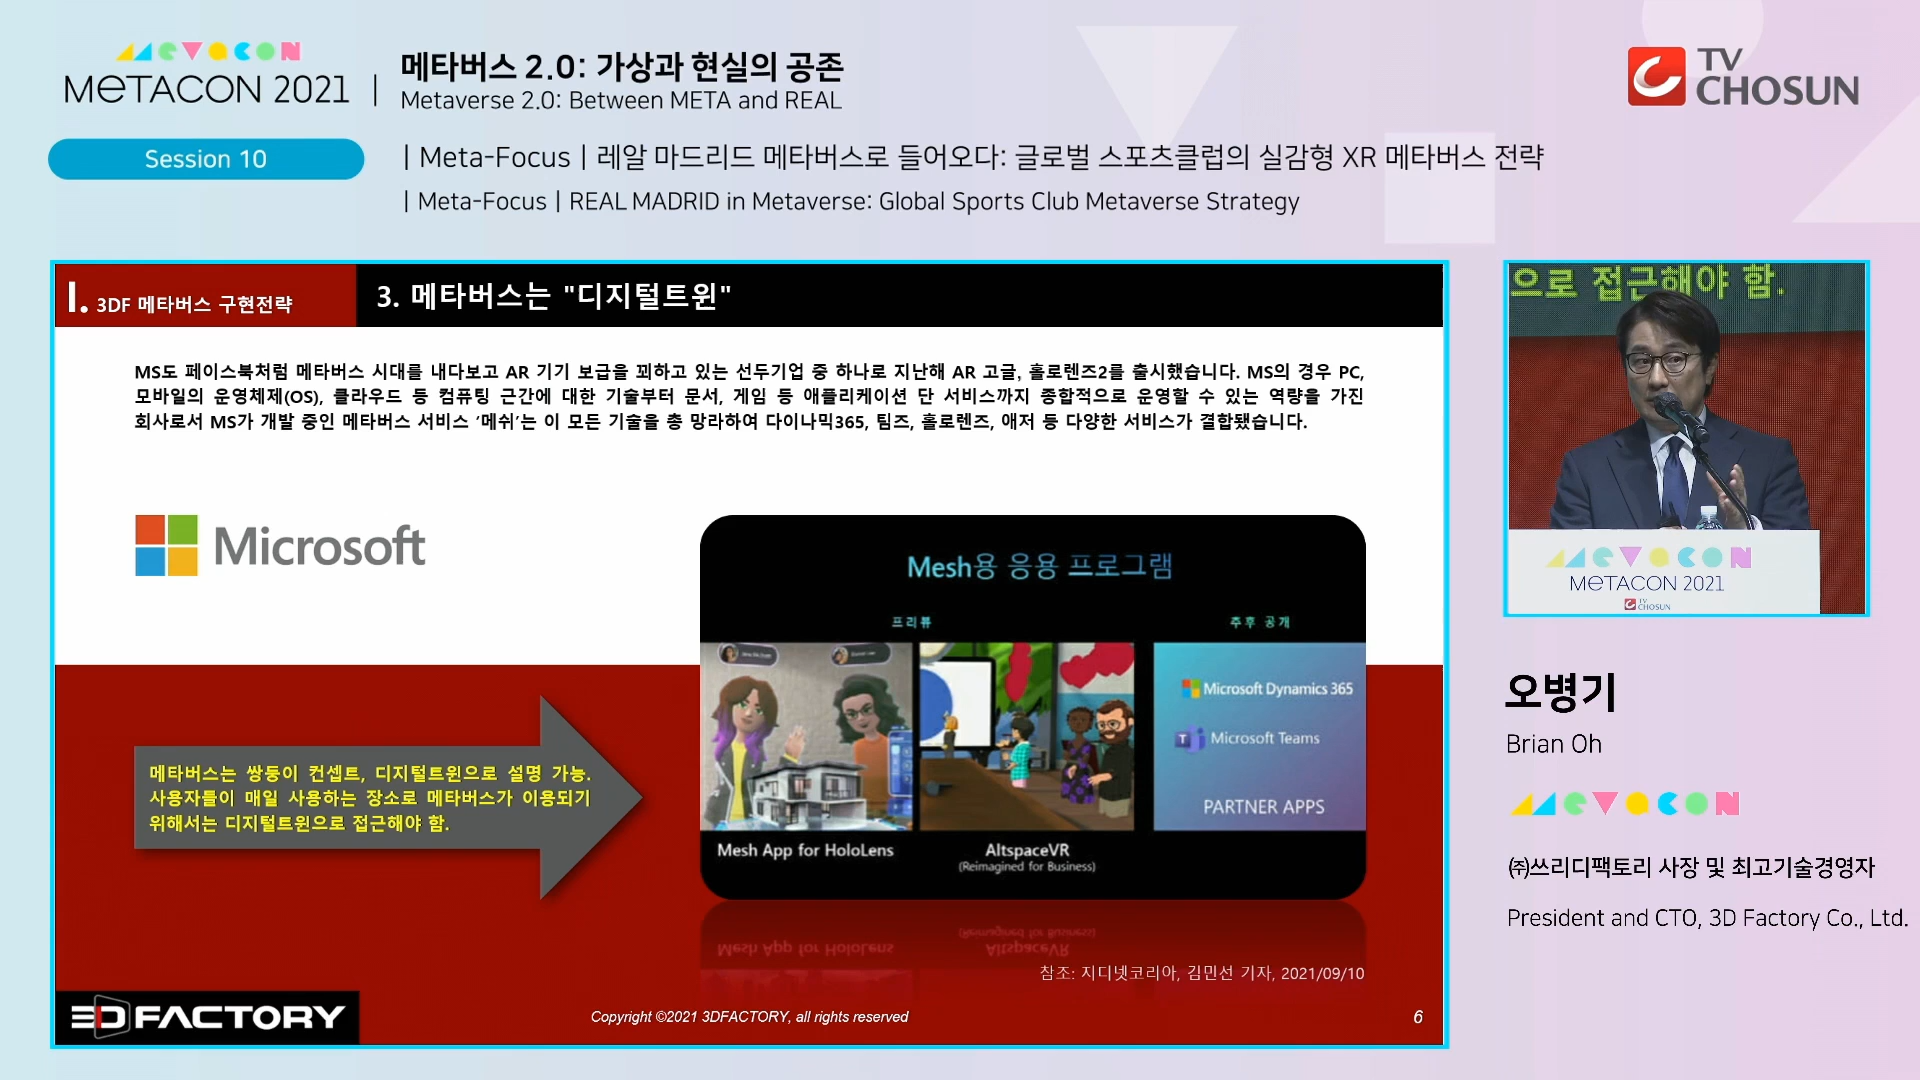 METACON 2021
메타버스 2.0: 가상과 현실의 공존
Metaverse 2.0: Between META and REAL
TV CHOSUN
Session 10
| Meta-Focus | 레알 마드리드 메타버스로 들어오다: 글로벌 스포츠클럽의 실감형 XR 메타버스 전략
| Meta-Focus | REAL MADRID in Metaverse: Global Sports Club Metaverse Strategy
I. 3DF 메타버스 구현전략
3. 메타버스는 "디지털트윈"
MS도 페이스북처럼 메타버스 시대를 내다보고 AR 기기 보급을 꾀하고 있는 선두기업 중 하나로 지난해 AR 고글, 홀로렌즈2를 출시했습니다. MS의 경우 PC,
모바일의 운영체제(OS), 클라우드 등 컴퓨팅 근간에 대한 기술부터 문서, 게임 등 애플리케이션 단 서비스까지 종합적으로 운영할 수 있는 역량을 가진
회사로서 MS가 개발 중인 메타버스 서비스 ‘메쉬’는 이 모든 기술을 총 망라하여 다이나믹365, 팀즈, 홀로렌즈, 애저 등 다양한 서비스가 결합됐습니다.
Microsoft
Mesh용 응용 프로그램
프리뷰
추후 공개
Microsoft Dynamics 365
Microsoft Teams
PARTNER APPS
Mesh App for HoloLens
AltspaceVR
(Reimagined for Business)
메타버스는 쌍둥이 컨셉트, 디지털트윈으로 설명 가능.
사용자들이 매일 사용하는 장소로 메타버스가 이용되기
위해서는 디지털트윈으로 접근해야 함.
참조: 지디넷코리아, 김민선 기자, 2021/09/10
3DFACTORY
Copyright ©2021 3DFACTORY, all rights reserved
6
으로 접근해야 함.
METACON 2021
TV CHOSUN
오병기
Brian Oh
㈜쓰리디팩토리 사장 및 최고기술경영자
President and CTO, 3D Factory Co., Ltd.